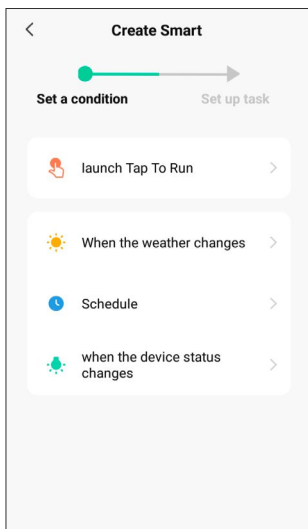 Create Smart
Set a condition
Set up task
launch Tap To Run
When the weather changes
Schedule
when the device status
changes